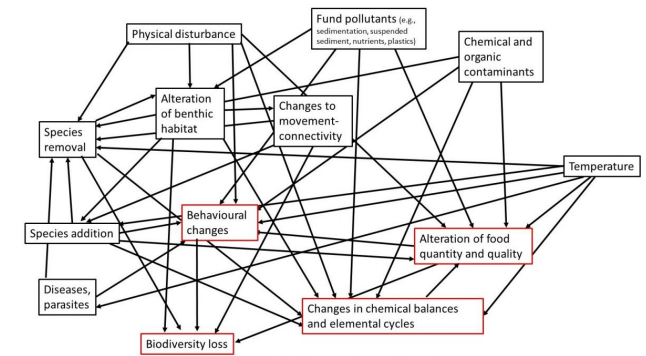 Physical disturbance
Fund pollutants (e.g.,
sedimentation, suspended
sediment, nutrients, plastics)
Chemical and
organic
contaminants
Alteration
of benthic
habitat
Changes to
movement-
connectivity
Species
removal
Temperature
Behavioural
changes
Species addition
Alteration of food
quantity and quality
Diseases,
parasites
Changes in chemical balances
and elemental cycles
Biodiversity loss